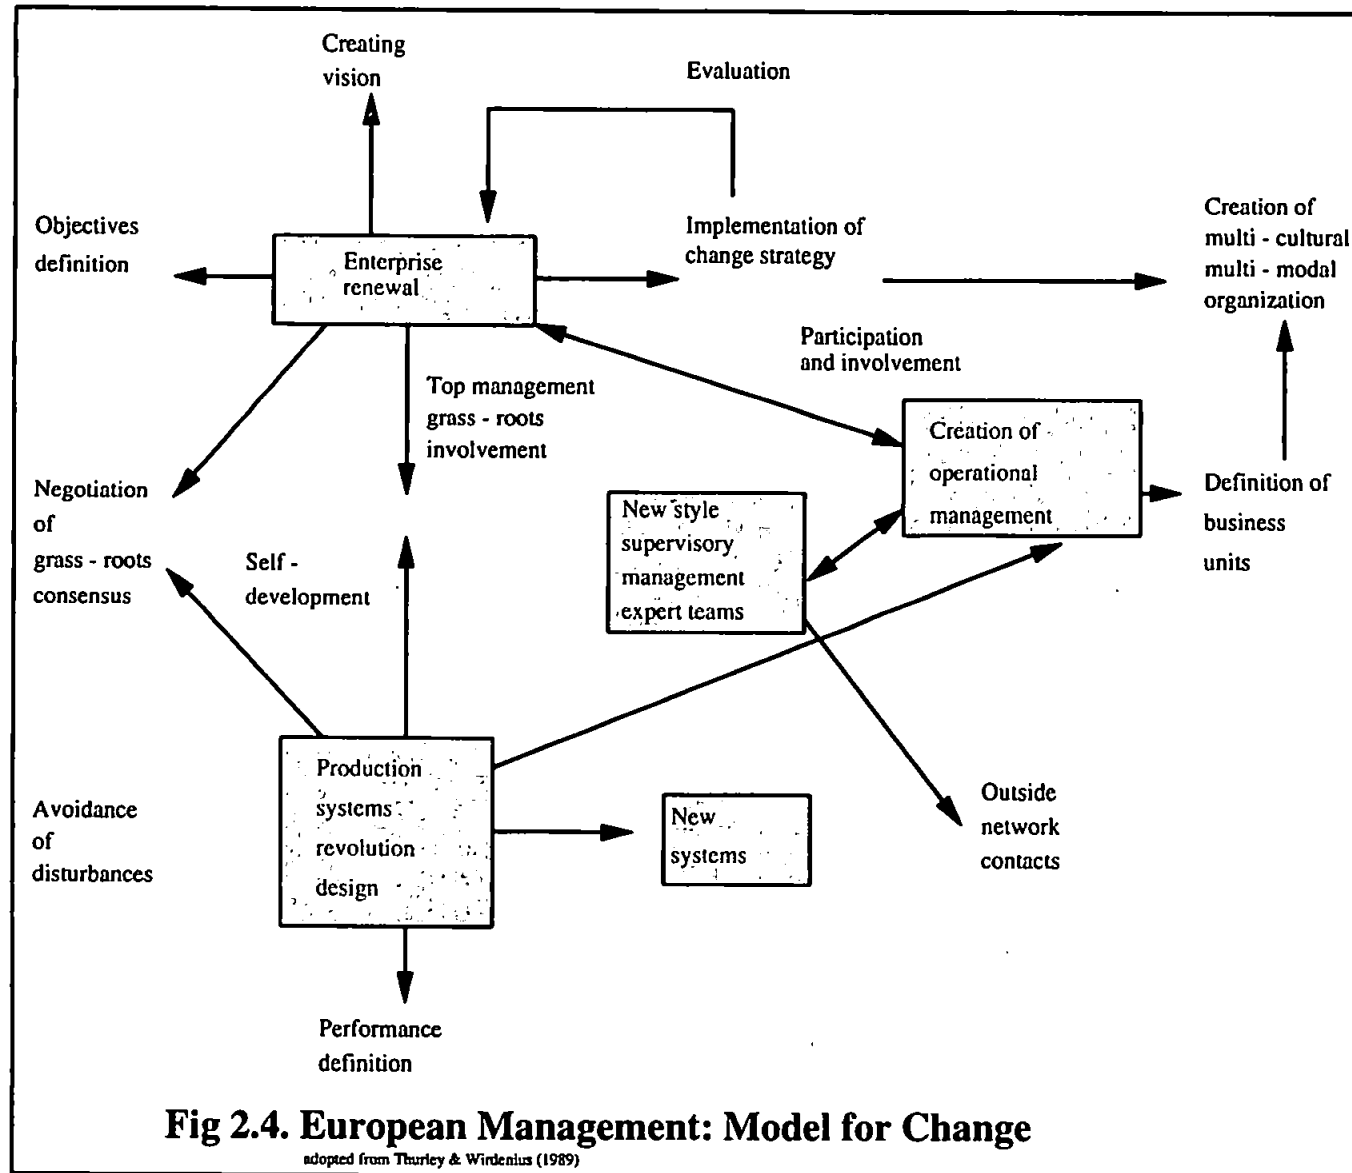 Creating
vision
Evaluation
Objectives
definition
Enterprise
renewal
Implementation of
change strategy
Creation of
multi - cultural
multi - modal
organization
Participation
and involvement
Top management
grass - roots
involvement
Creation of
operational
management
Negotiation
of
grass - roots
consensus
Self -
development
New style
supervisory
management
expert teams
Definition of
business
units
Avoidance
of
disturbances
Production
systems
revolution
design
New
systems
Outside
network
contacts
Performance
definition
Fig 2.4. European Management: Model for Change
adopted from Thurley & Wirdenius (1989)